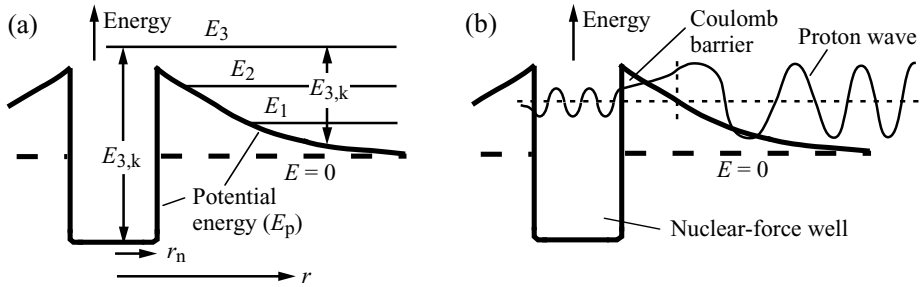 (a)
Energy
E3
E2
E3,k
E1
E3,k
E = 0
Potential
energy (Ep)
rn
r
(b)
Energy
Coulomb
barrier
Proton wave
E = 0
Nuclear-force well